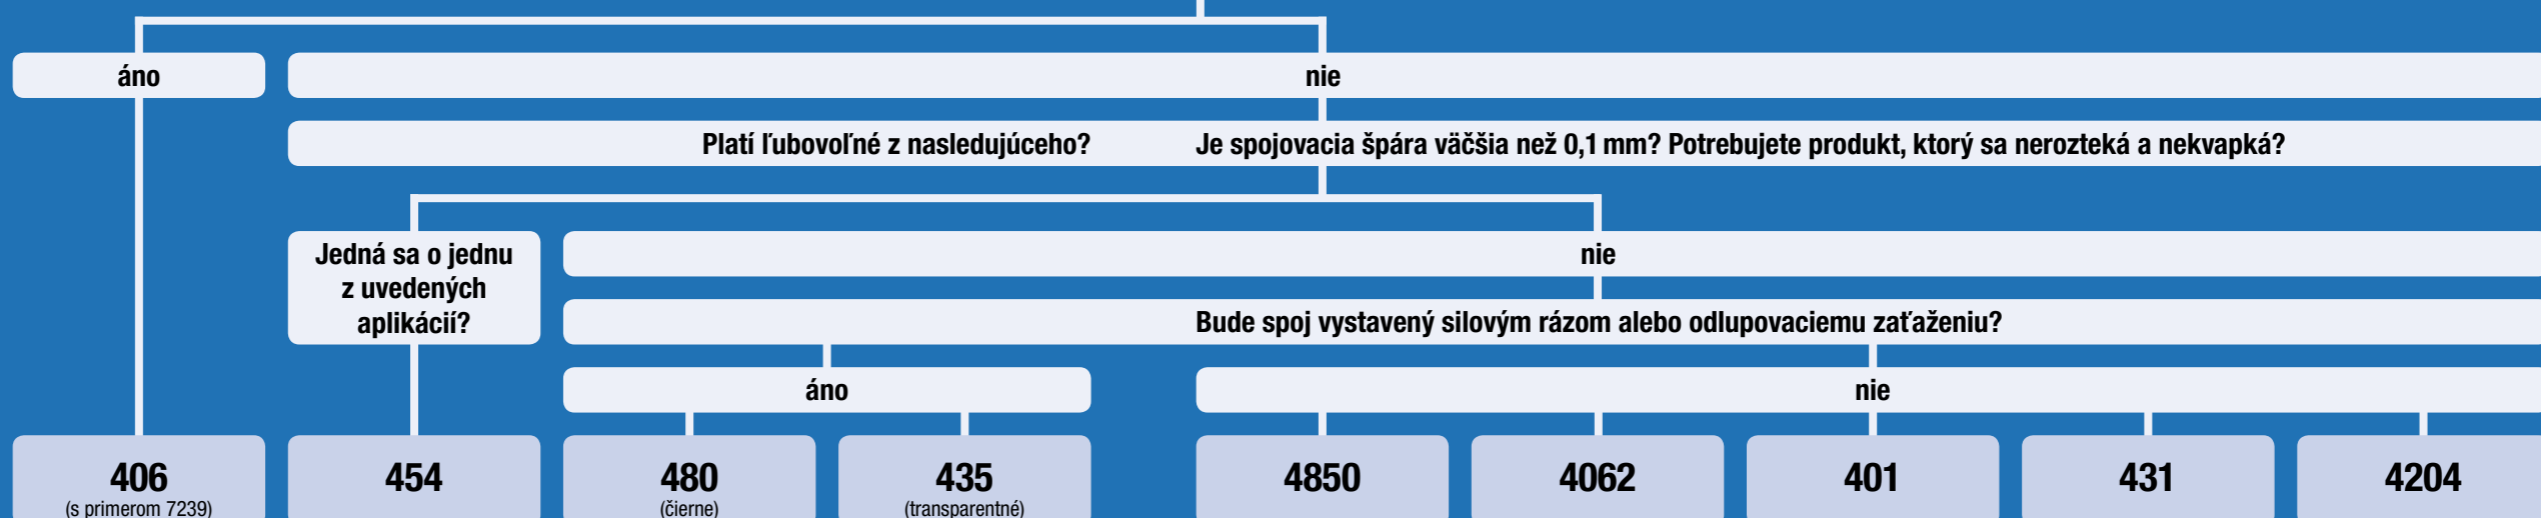 áno
nie
Platí ľubovoľné z nasledujúceho? Je spojovacia špára väčšia než 0,1 mm? Potrebujete produkt, ktorý sa nerozteká a nekvapká?
Jedná sa o jednu
z uvedených
aplikácií?
nie
Bude spoj vystavený silovým rázom alebo odlupovaciemu zaťaženiu?
áno
nie
406
(s primerom 7239)
454
480
(čierne)
435
(transparentné)
4850
4062
401
431
4204